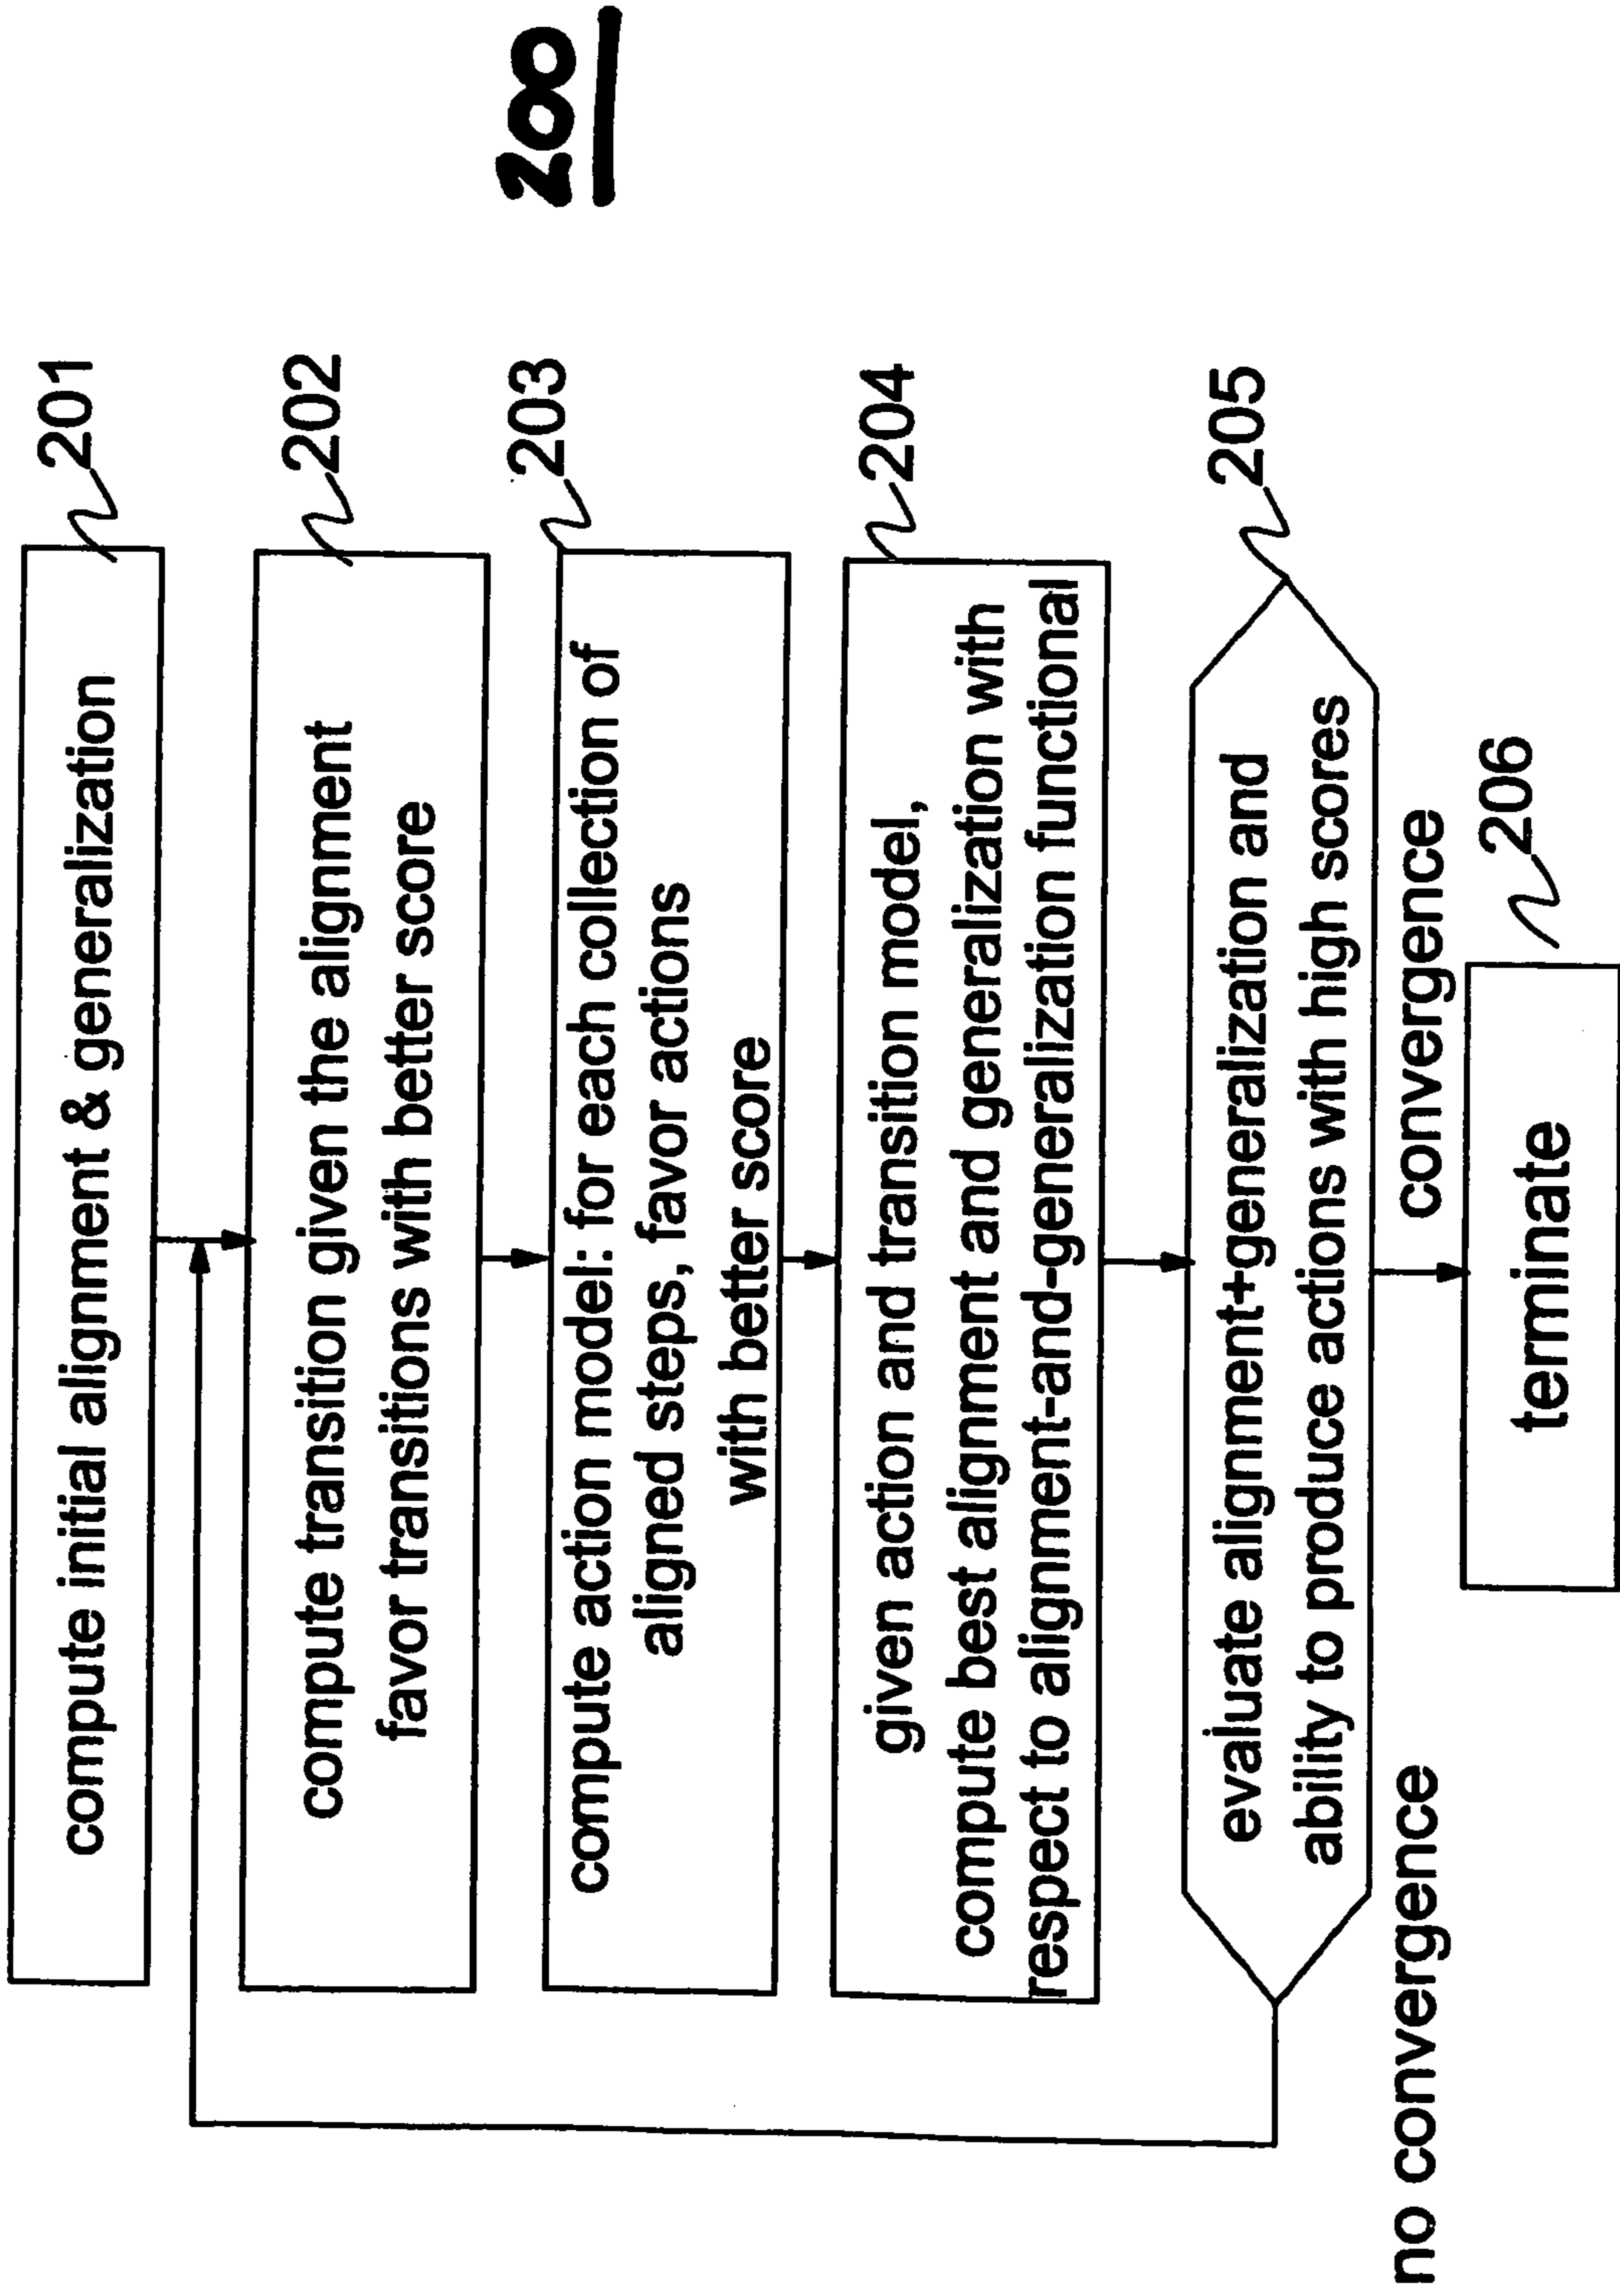 200
201
compute initial alignment & generalization
202
compute transition given the alignment
favor transitions with better score
203
compute action model: for each collection of
aligned steps, favor actions
with better score
204
given action and transition model,
compute best alignment and generalization with
respect to alignment-and-generalization functional
205
evaluate alignment+generalization and
ability to produce actions with high scores
no convergence
convergence
206
terminate